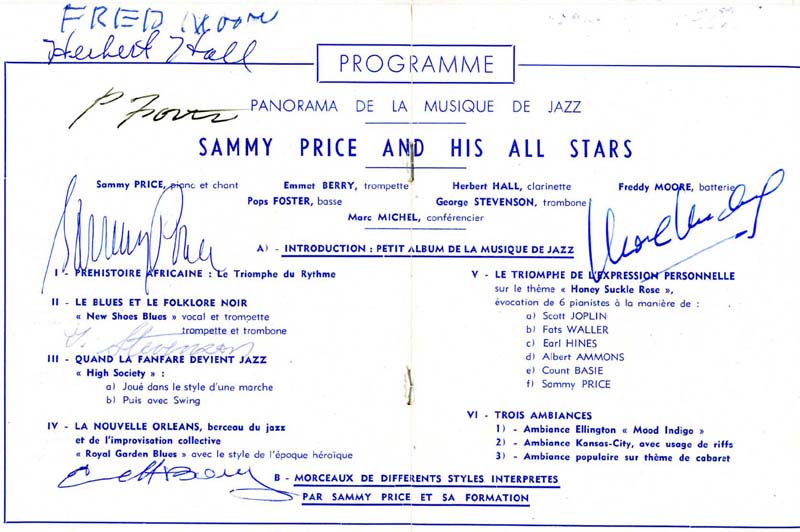 FRED MOORE
Herbert Hall
PROGRAMME
P Foster
PANORAMA DE LA MUSIQUE DE JAZZ
SAMMY PRICE AND HIS ALL STARS
Sammy PRICE, piano et chant
Emmet BERRY, trompette
Herbert HALL, clarinette
Freddy MOORE, batterie
Pops FOSTER, basse
George STEVENSON, trombone
Marc MICHEL, conférencier
Sammy Price
Marc Michel
A) - INTRODUCTION : PETIT ALBUM DE LA MUSIQUE DE JAZZ
I - PREHISTOIRE AFRICAINE : Le Triomphe du Rythme
II - LE BLUES ET LE FOLKLORE NOIR
« New Shoes Blues » vocal et trompette
trompette et trombone
G. Stevenson
III - QUAND LA FANFARE DEVIENT JAZZ
« High Society » :
a) Joué dans le style d'une marche
b) Puis avec Swing
IV - LA NOUVELLE ORLEANS, berceau du jazz
et de l'improvisation collective
« Royal Garden Blues » avec le style de l'époque héroïque
V - LE TRIOMPHE DE L'EXPRESSION PERSONNELLE
sur le thème « Honey Suckle Rose »,
évocation de 6 pianistes à la manière de :
a) Scott JOPLIN
b) Fats WALLER
c) Earl HINES
d) Albert AMMONS
e) Count BASIE
f) Sammy PRICE
VI - TROIS AMBIANCES
1) - Ambiance Ellington « Mood Indigo »
2) - Ambiance Kansas-City, avec usage de riffs
3) - Ambiance populaire sur thème de cabaret
B - MORCEAUX DE DIFFERENTS STYLES INTERPRETES
PAR SAMMY PRICE ET SA FORMATION